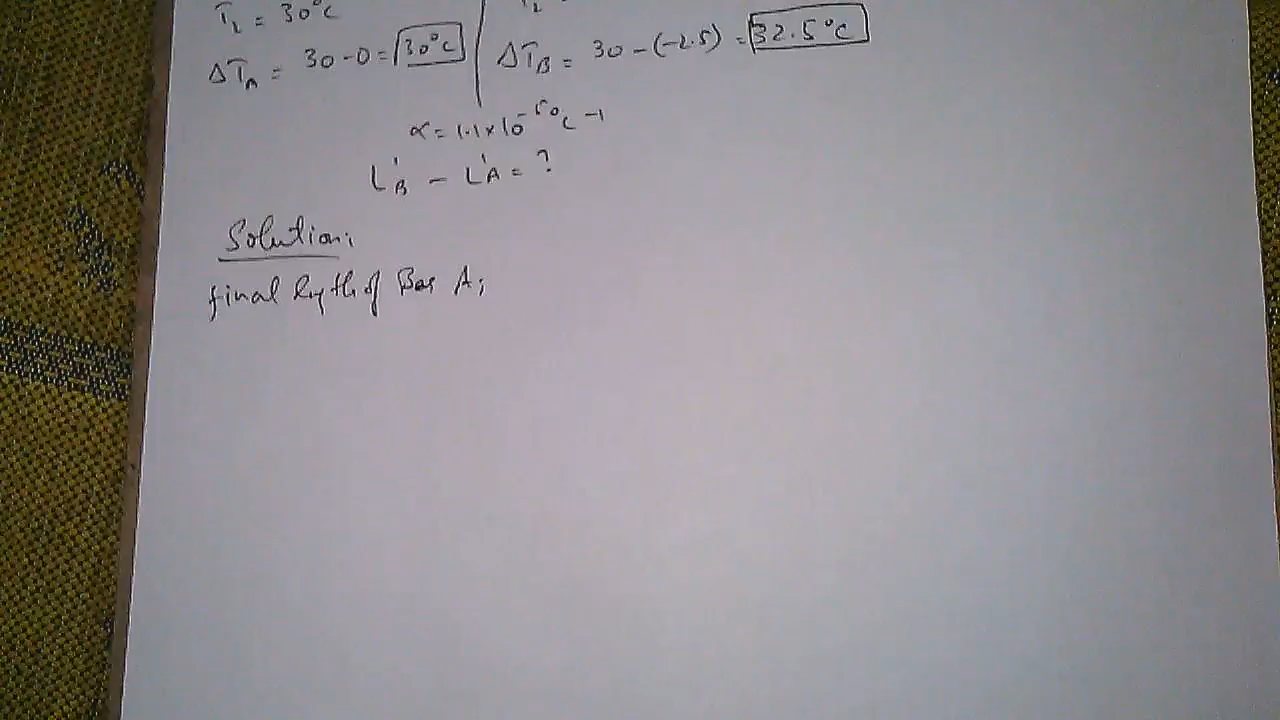 T₂ = 30°C
T₂
ΔT_A = 30 - 0 = 30°C
ΔT_B = 30 - (-2.5) = 32.5°C
α = 1.1 × 10⁻⁵ °C⁻¹
L'_B - L'_A = ?
Solution:
final length of Bar A;